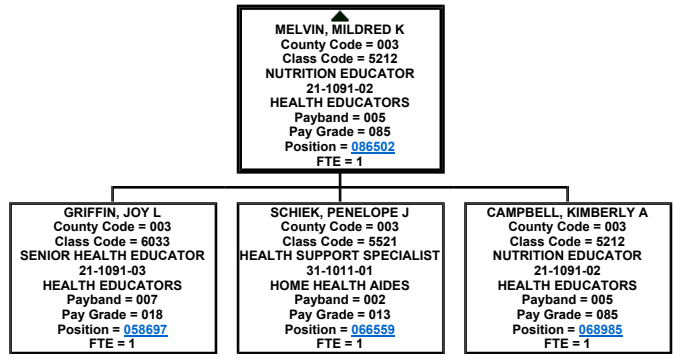 MELVIN, MILDRED K
County Code = 003
Class Code = 5212
NUTRITION EDUCATOR
21-1091-02
HEALTH EDUCATORS
Payband = 005
Pay Grade = 085
Position = 086502
FTE = 1
GRIFFIN, JOY L
County Code = 003
Class Code = 6033
SENIOR HEALTH EDUCATOR
21-1091-03
HEALTH EDUCATORS
Payband = 007
Pay Grade = 018
Position = 058697
FTE = 1
SCHIEK, PENELOPE J
County Code = 003
Class Code = 5521
HEALTH SUPPORT SPECIALIST
31-1011-01
HOME HEALTH AIDES
Payband = 002
Pay Grade = 013
Position = 066559
FTE = 1
CAMPBELL, KIMBERLY A
County Code = 003
Class Code = 5212
NUTRITION EDUCATOR
21-1091-02
HEALTH EDUCATORS
Payband = 005
Pay Grade = 085
Position = 068985
FTE = 1